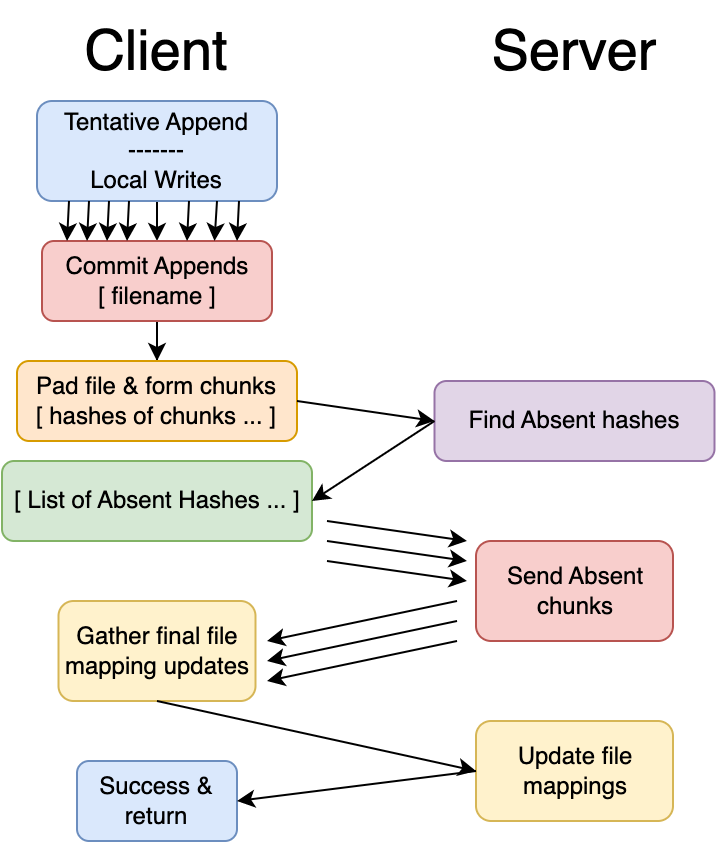 Client
Server
Tentative Append
-------
Local Writes
Commit Appends
[ filename ]
Pad file & form chunks
[ hashes of chunks ... ]
Find Absent hashes
[ List of Absent Hashes ... ]
Send Absent
chunks
Gather final file
mapping updates
Update file
mappings
Success &
return